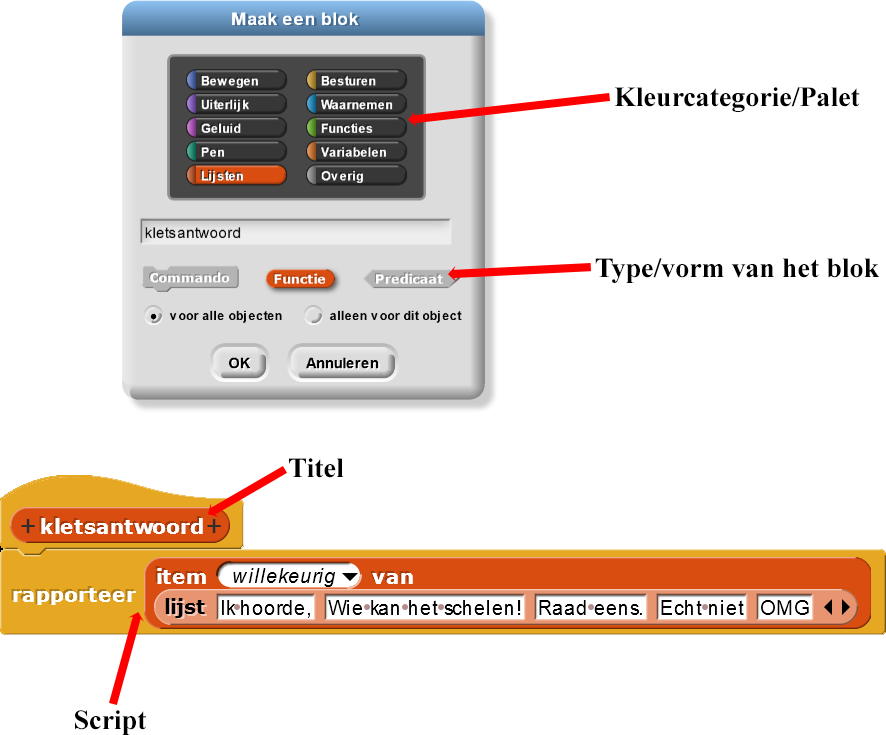 Maak een blok
Bewegen Besturen
Uiterlijk Waarnemen
Geluid Functies
Pen Variabelen
Lijsten Overig
Kleurcategorie/Palet
kletsantwoord
Commando Functie Predicaat
Type/vorm van het blok
voor alle objecten alleen voor dit object
OK Annuleren
Titel
+ kletsantwoord +
rapporteer item willekeurig van
lijst Ik•hoorde, Wie•kan•het•schelen! Raad•eens. Echt•niet OMG
Script